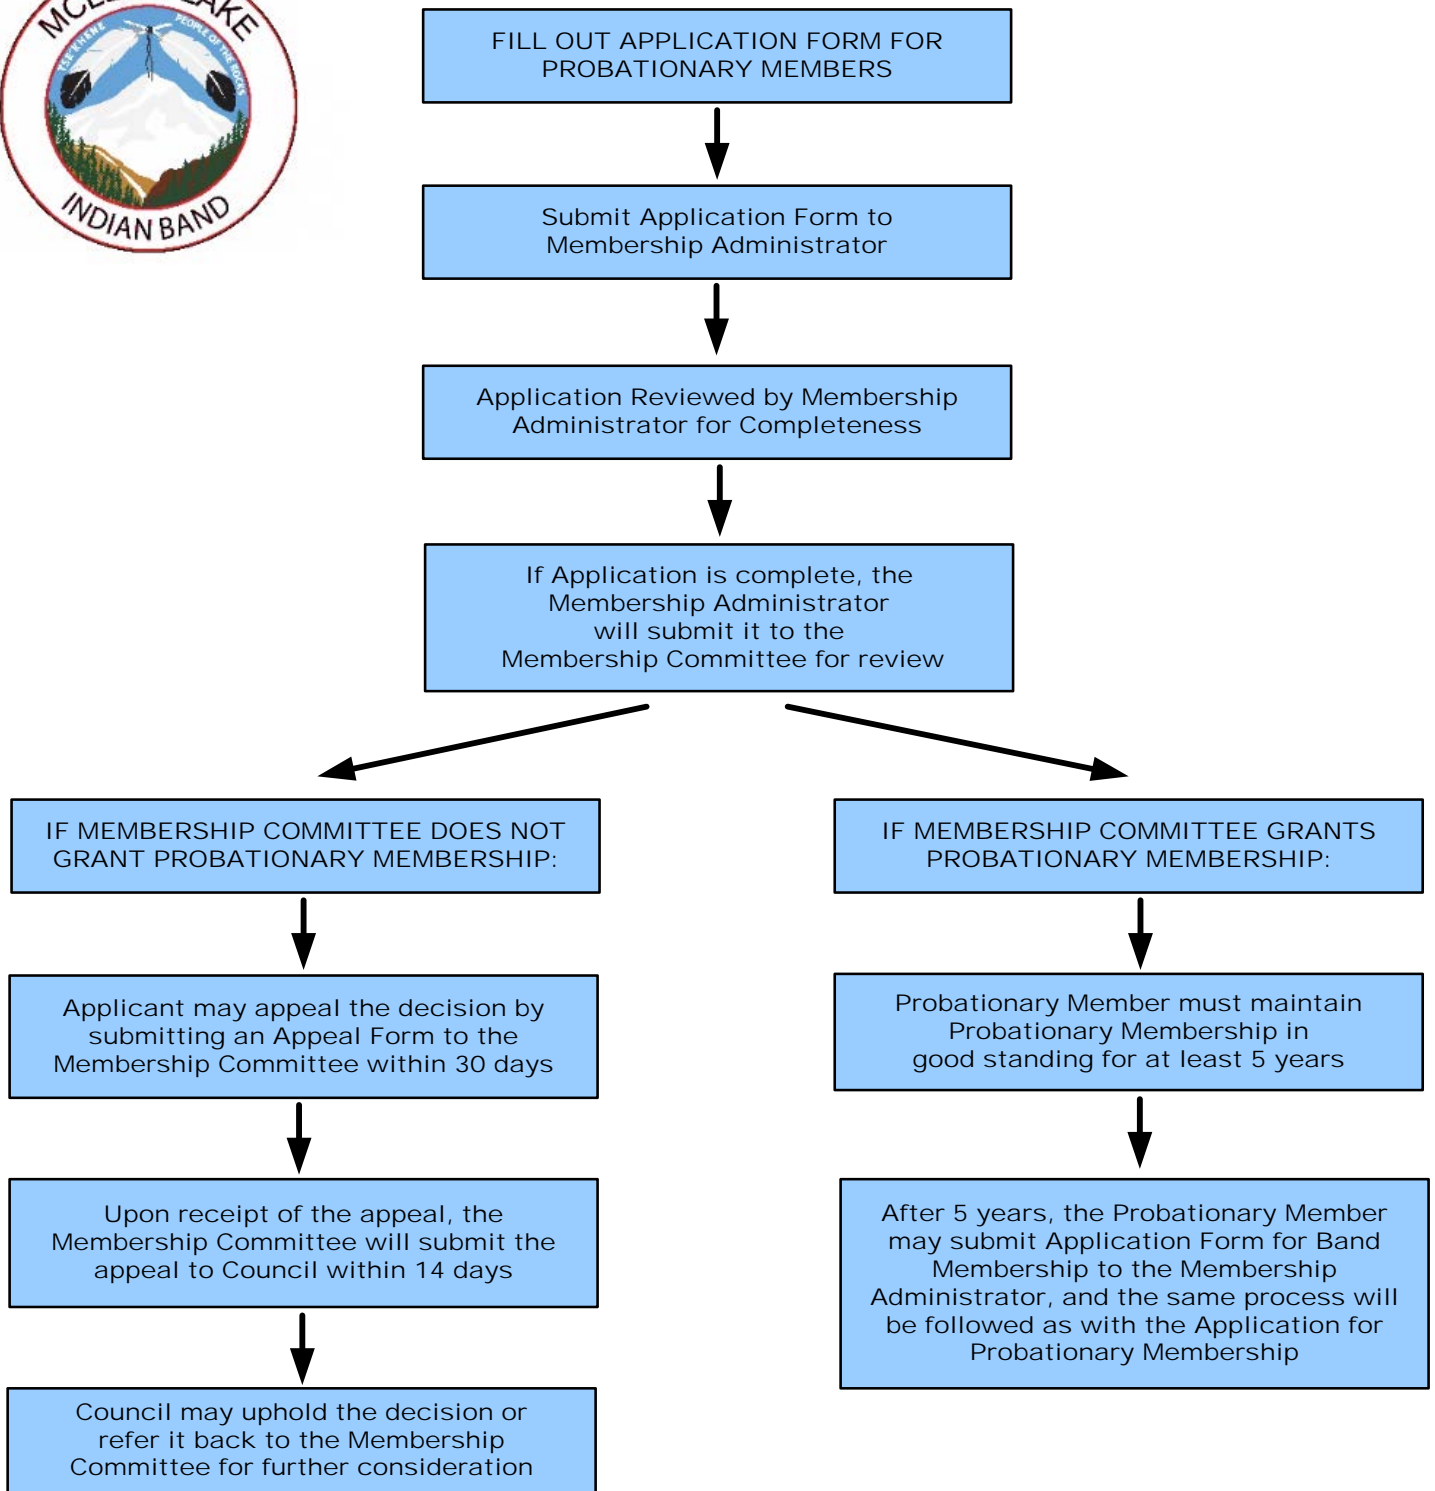 TSE'KHENE
PEOPLE OF THE ROCKS
INDIAN BAND
FILL OUT APPLICATION FORM FOR
PROBATIONARY MEMBERS
Submit Application Form to
Membership Administrator
Application Reviewed by Membership
Administrator for Completeness
If Application is complete, the
Membership Administrator
will submit it to the
Membership Committee for review
IF MEMBERSHIP COMMITTEE DOES NOT
GRANT PROBATIONARY MEMBERSHIP:
Applicant may appeal the decision by
submitting an Appeal Form to the
Membership Committee within 30 days
Upon receipt of the appeal, the
Membership Committee will submit the
appeal to Council within 14 days
Council may uphold the decision or
refer it back to the Membership
Committee for further consideration
IF MEMBERSHIP COMMITTEE GRANTS
PROBATIONARY MEMBERSHIP:
Probationary Member must maintain
Probationary Membership in
good standing for at least 5 years
After 5 years, the Probationary Member
may submit Application Form for Band
Membership to the Membership
Administrator, and the same process will
be followed as with the Application for
Probationary Membership